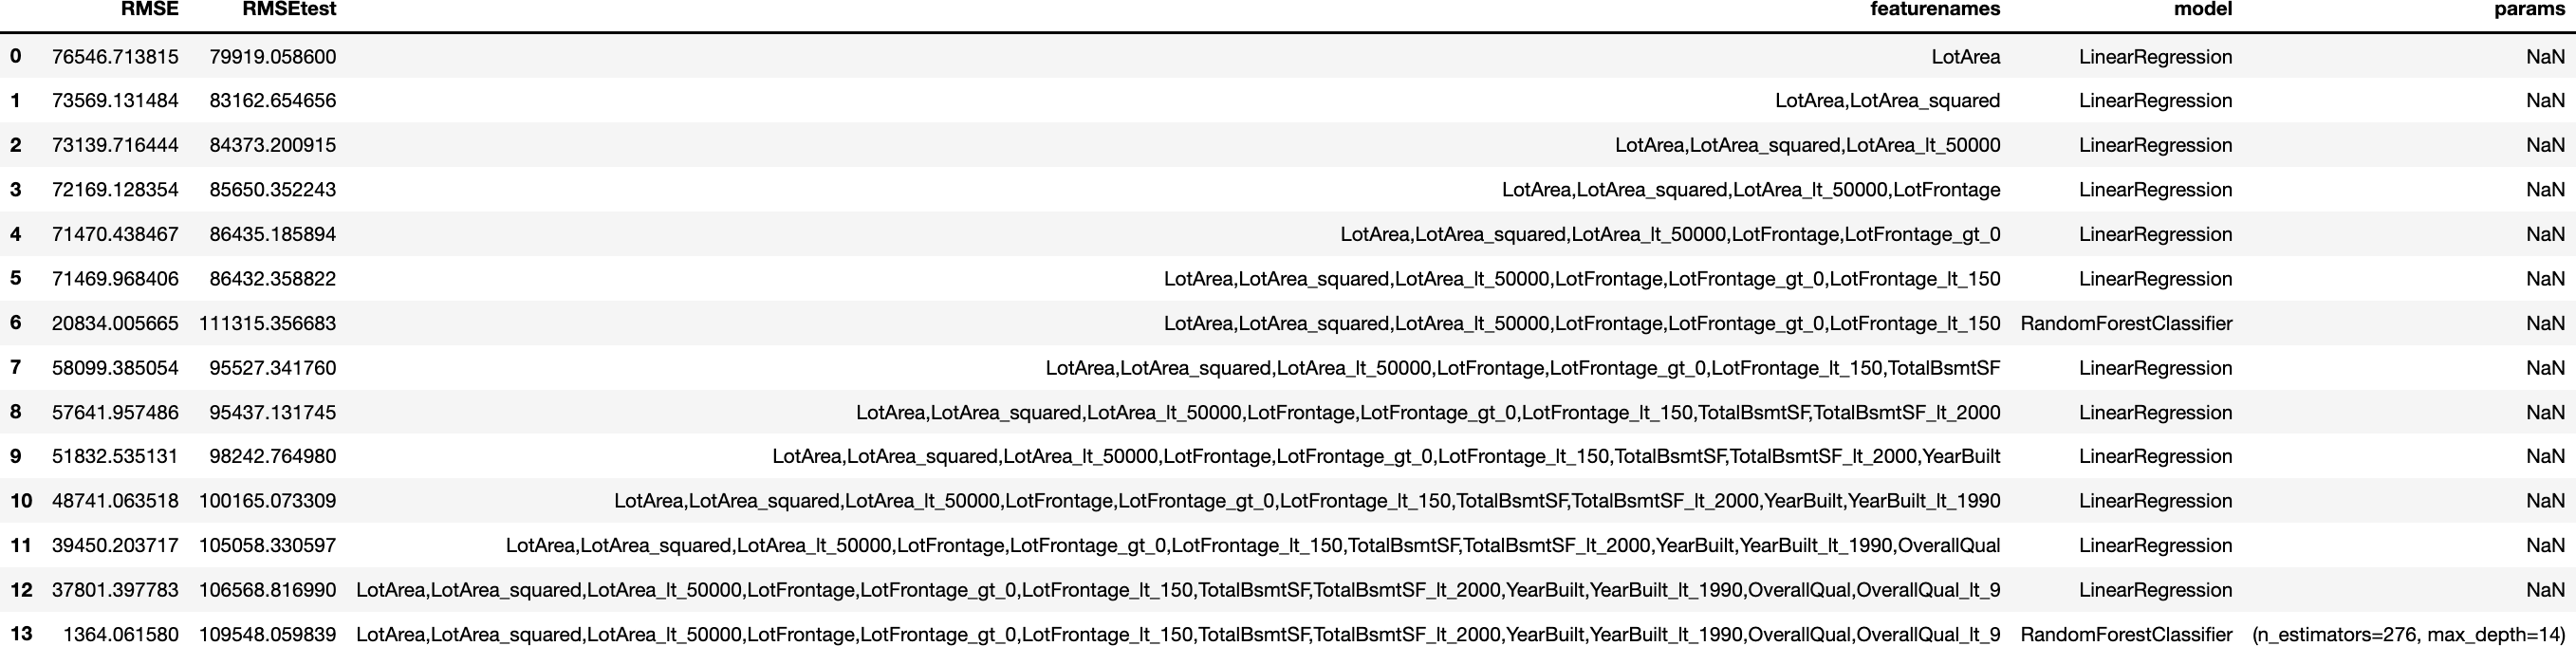 RMSE RMSEtest featurenames model params
0 76546.713815 79919.058600 LotArea LinearRegression NaN
1 73569.131484 83162.654656 LotArea,LotArea_squared LinearRegression NaN
2 73139.716444 84373.200915 LotArea,LotArea_squared,LotArea_lt_50000 LinearRegression NaN
3 72169.128354 85650.352243 LotArea,LotArea_squared,LotArea_lt_50000,LotFrontage LinearRegression NaN
4 71470.438467 86435.185894 LotArea,LotArea_squared,LotArea_lt_50000,LotFrontage,LotFrontage_gt_0 LinearRegression NaN
5 71469.968406 86432.358822 LotArea,LotArea_squared,LotArea_lt_50000,LotFrontage,LotFrontage_gt_0,LotFrontage_lt_150 LinearRegression NaN
6 20834.005665 111315.356683 LotArea,LotArea_squared,LotArea_lt_50000,LotFrontage,LotFrontage_gt_0,LotFrontage_lt_150 RandomForestClassifier NaN
7 58099.385054 95527.341760 LotArea,LotArea_squared,LotArea_lt_50000,LotFrontage,LotFrontage_gt_0,LotFrontage_lt_150,TotalBsmtSF LinearRegression NaN
8 57641.957486 95437.131745 LotArea,LotArea_squared,LotArea_lt_50000,LotFrontage,LotFrontage_gt_0,LotFrontage_lt_150,TotalBsmtSF,TotalBsmtSF_lt_2000 LinearRegression NaN
9 51832.535131 98242.764980 LotArea,LotArea_squared,LotArea_lt_50000,LotFrontage,LotFrontage_gt_0,LotFrontage_lt_150,TotalBsmtSF,TotalBsmtSF_lt_2000,YearBuilt LinearRegression NaN
10 48741.063518 100165.073309 LotArea,LotArea_squared,LotArea_lt_50000,LotFrontage,LotFrontage_gt_0,LotFrontage_lt_150,TotalBsmtSF,TotalBsmtSF_lt_2000,YearBuilt,YearBuilt_lt_1990 LinearRegression NaN
11 39450.203717 105058.330597 LotArea,LotArea_squared,LotArea_lt_50000,LotFrontage,LotFrontage_gt_0,LotFrontage_lt_150,TotalBsmtSF,TotalBsmtSF_lt_2000,YearBuilt,YearBuilt_lt_1990,OverallQual LinearRegression NaN
12 37801.397783 106568.816990 LotArea,LotArea_squared,LotArea_lt_50000,LotFrontage,LotFrontage_gt_0,LotFrontage_lt_150,TotalBsmtSF,TotalBsmtSF_lt_2000,YearBuilt,YearBuilt_lt_1990,OverallQual,OverallQual_lt_9 LinearRegression NaN
13 1364.061580 109548.059839 LotArea,LotArea_squared,LotArea_lt_50000,LotFrontage,LotFrontage_gt_0,LotFrontage_lt_150,TotalBsmtSF,TotalBsmtSF_lt_2000,YearBuilt,YearBuilt_lt_1990,OverallQual,OverallQual_lt_9 RandomForestClassifier (n_estimators=276, max_depth=14)